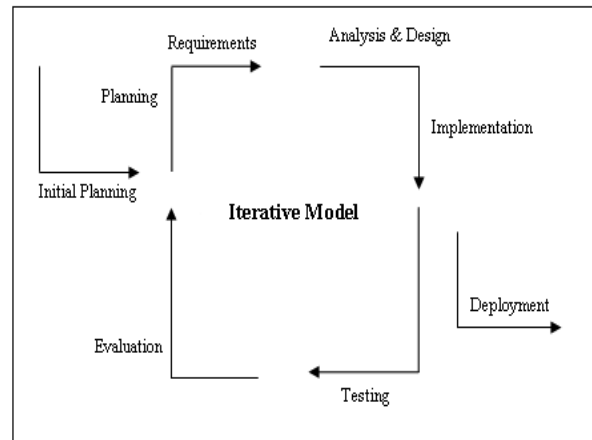 Requirements
Analysis & Design
Planning
Implementation
Initial Planning
Iterative Model
Deployment
Evaluation
Testing